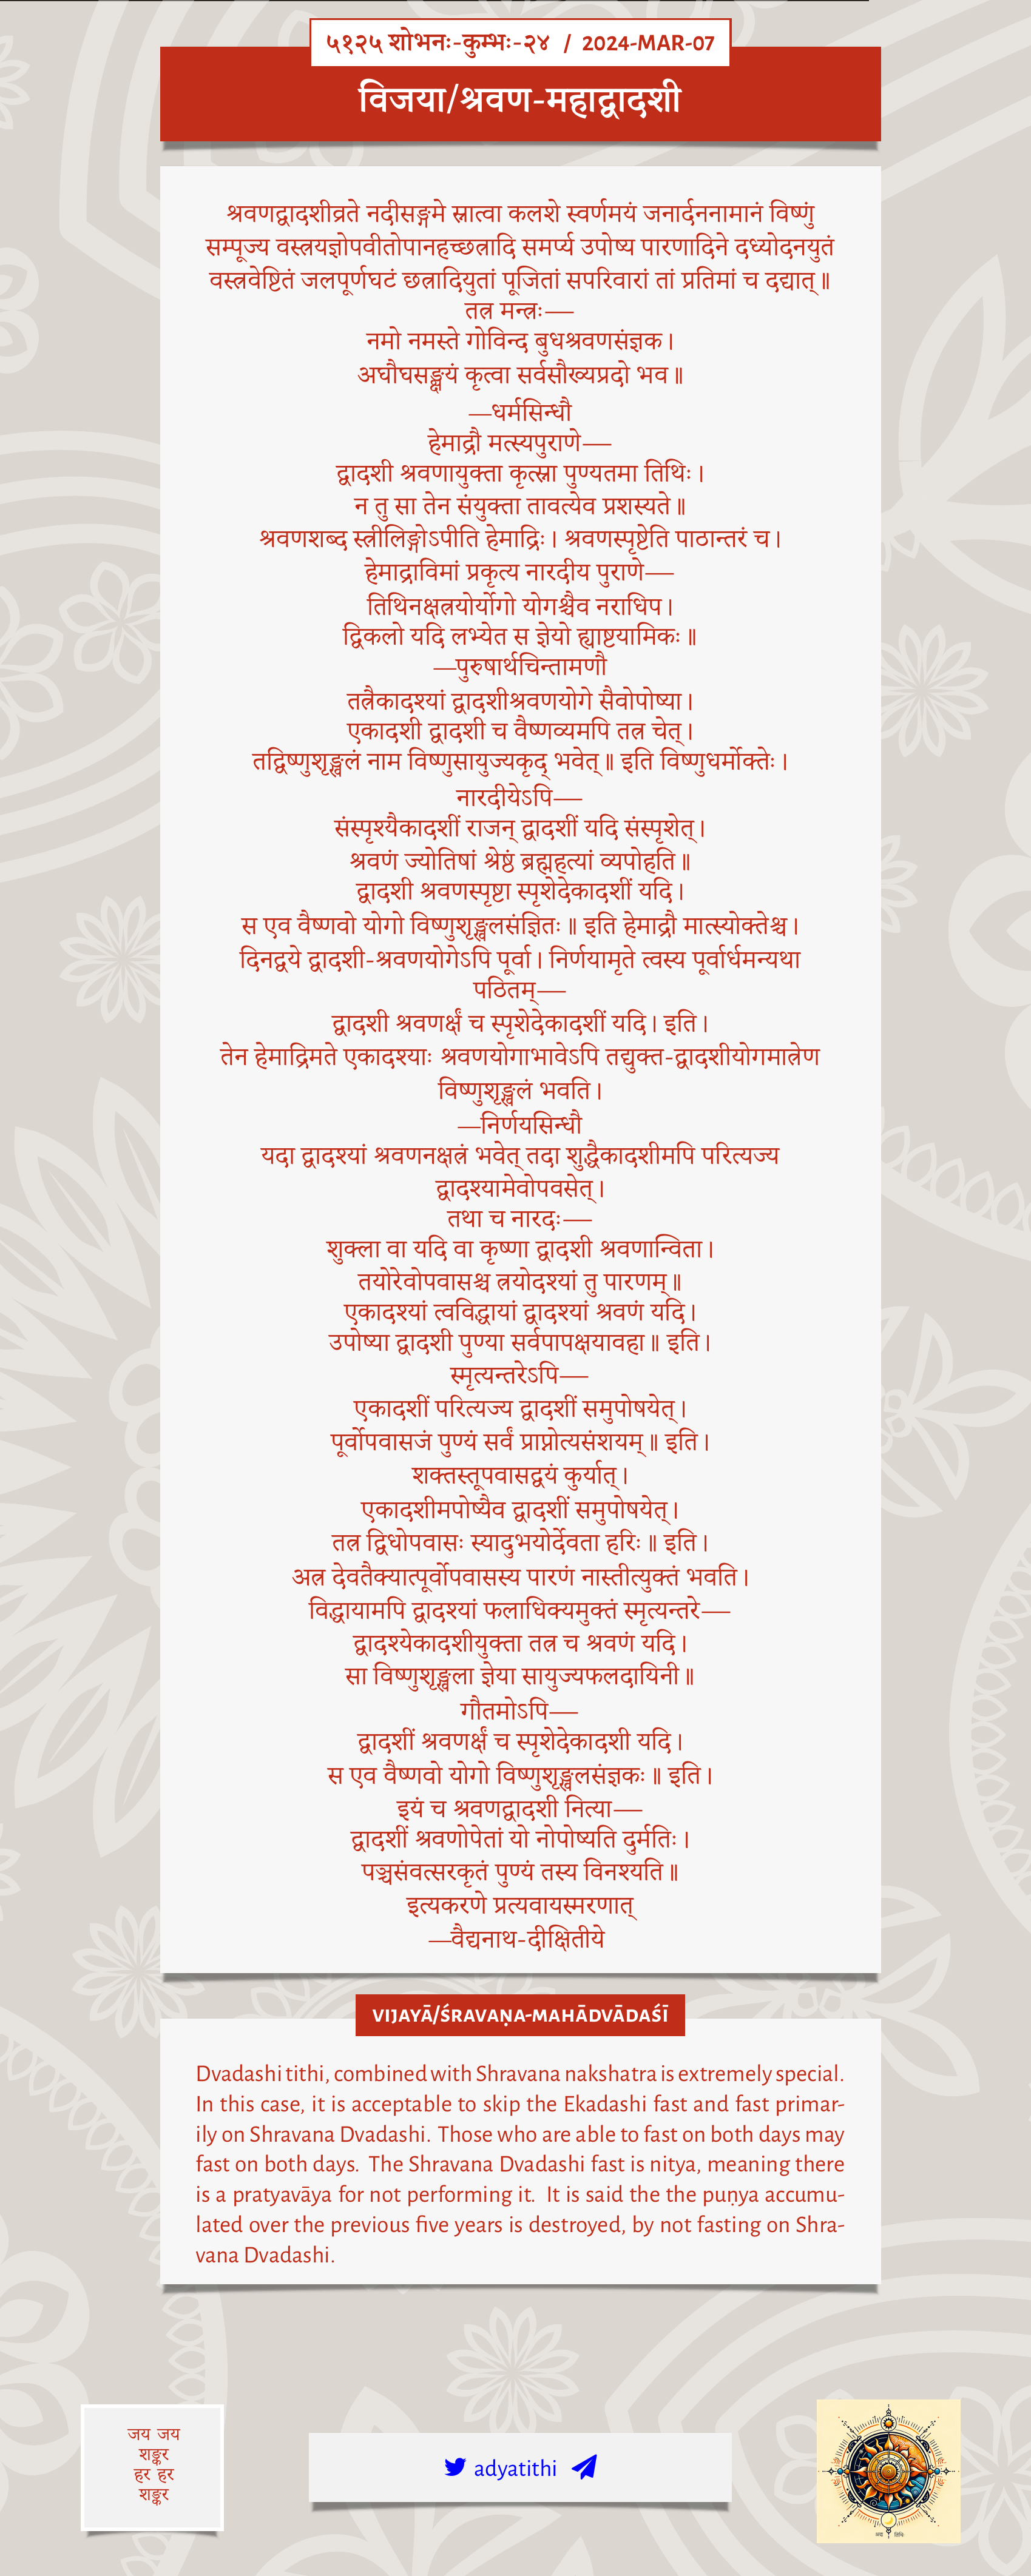 ५१२५ शोभनः-कुम्भः-२४ / 2024-MAR-07
विजया/श्रवण-महाद्वादशी
श्रवणद्वादशीव्रते नदीसङ्गमे स्नात्वा कलशे स्वर्णमयं जनार्दननामानं विष्णुं
सम्पूज्य वस्त्रयज्ञोपवीतोपानहच्छत्रादि समर्प्य उपोष्य पारणादिने दध्योदनयुतं
वस्त्रवेष्टितं जलपूर्णघटं छत्रादियुतां पूजितां सपरिवारां तां प्रतिमां च दद्यात्॥
तत्र मन्त्रः—
नमो नमस्ते गोविन्द बुधश्रवणसंज्ञक।
अघौघसङ्क्षयं कृत्वा सर्वसौख्यप्रदो भव॥
—धर्मसिन्धौ
हेमाद्रौ मत्स्यपुराणे—
द्वादशी श्रवणायुक्ता कृत्स्ना पुण्यतमा तिथिः।
न तु सा तेन संयुक्ता तावत्येव प्रशस्यते॥
श्रवणशब्द स्त्रीलिङ्गोऽपीति हेमाद्रिः। श्रवणस्पृष्टेति पाठान्तरं च।
हेमाद्राविमां प्रकृत्य नारदीय पुराणे—
तिथिनक्षत्रयोर्योगो योगश्चैव नराधिप।
द्विकलो यदि लभ्येत स ज्ञेयो ह्याष्टयामिकः॥
—पुरुषार्थचिन्तामणौ
तत्रैकादश्यां द्वादशीश्रवणयोगे सैवोपोष्या।
एकादशी द्वादशी च वैष्णव्यमपि तत्र चेत्।
तद्विष्णुशृङ्खलं नाम विष्णुसायुज्यकृद् भवेत्॥ इति विष्णुधर्मोक्तेः।
नारदीयेऽपि—
संस्पृश्यैकादशीं राजन् द्वादशीं यदि संस्पृशेत्।
श्रवणं ज्योतिषां श्रेष्ठं ब्रह्महत्यां व्यपोहति॥
द्वादशी श्रवणस्पृष्टा स्पृशेदेकादशीं यदि।
स एव वैष्णवो योगो विष्णुशृङ्खलसंज्ञितः॥ इति हेमाद्रौ मात्स्योक्तेश्च।
दिनद्वये द्वादशी-श्रवणयोगेऽपि पूर्वा। निर्णयामृते त्वस्य पूर्वार्धमन्यथा
पठितम्—
द्वादशी श्रवणर्क्षं च स्पृशेदेकादशीं यदि। इति।
तेन हेमाद्रिमते एकादश्याः श्रवणयोगाभावेऽपि तद्युक्त-द्वादशीयोगमात्रेण
विष्णुशृङ्खलं भवति।
—निर्णयसिन्धौ
यदा द्वादश्यां श्रवणनक्षत्रं भवेत् तदा शुद्धैकादशीमपि परित्यज्य
द्वादश्यामेवोपवसेत्।
तथा च नारदः—
शुक्ला वा यदि वा कृष्णा द्वादशी श्रवणान्विता।
तयोरेवोपवासश्च त्रयोदश्यां तु पारणम्॥
एकादश्यां त्वविद्धायां द्वादश्यां श्रवणं यदि।
उपोष्या द्वादशी पुण्या सर्वपापक्षयावहा॥ इति।
स्मृत्यन्तरेऽपि—
एकादशीं परित्यज्य द्वादशीं समुपोषयेत्।
पूर्वोपवासजं पुण्यं सर्वं प्राप्नोत्यसंशयम्॥ इति।
शक्तस्तूपवासद्वयं कुर्यात्।
एकादशीमपोष्यैव द्वादशीं समुपोषयेत्।
तत्र द्विधोपवासः स्यादुभयोर्देवता हरिः॥ इति।
अत्र देवतैक्यात्पूर्वोपवासस्य पारणं नास्तीत्युक्तं भवति।
विद्धायामपि द्वादश्यां फलाधिक्यमुक्तं स्मृत्यन्तरे—
द्वादश्येकादशीयुक्ता तत्र च श्रवणं यदि।
सा विष्णुशृङ्खला ज्ञेया सायुज्यफलदायिनी॥
गौतमोऽपि—
द्वादशीं श्रवणर्क्षं च स्पृशेदेकादशी यदि।
स एव वैष्णवो योगो विष्णुशृङ्खलसंज्ञकः॥ इति।
इयं च श्रवणद्वादशी नित्या—
द्वादशीं श्रवणोपेतां यो नोपोष्यति दुर्मतिः।
पञ्चसंवत्सरकृतं पुण्यं तस्य विनश्यति॥
इत्यकरणे प्रत्यवायस्मरणात्
—वैद्यनाथ-दीक्षितीये
VIJAYĀ/ŚRAVAṆA-MAHĀDVĀDAŚĪ
Dvadashi tithi, combined with Shravana nakshatra is extremely special.
In this case, it is acceptable to skip the Ekadashi fast and fast primar-
ily on Shravana Dvadashi. Those who are able to fast on both days may
fast on both days. The Shravana Dvadashi fast is nitya, meaning there
is a pratyavāya for not performing it. It is said the the puṇya accumu-
lated over the previous five years is destroyed, by not fasting on Shra-
vana Dvadashi.
जय जय
शङ्कर
हर हर
शङ्कर
adyatithi